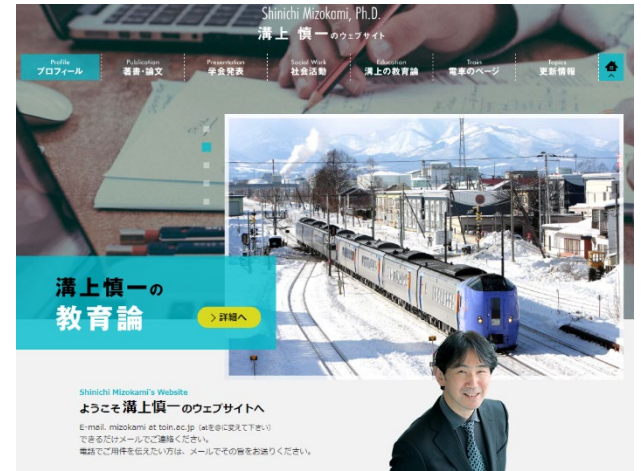 Shinichi Mizokami, Ph.D.
溝上 慎一のウェブサイト
Profile
プロフィール
Publication
著書・論文
Presentation
学会発表
Social Work
社会活動
Education
溝上の教育論
Train
電車のページ
Topics
更新情報
溝上慎一の
教育論
>詳細へ
Shinichi Mizokami's Website
ようこそ溝上慎一のウェブサイトへ
E-mail. mizokami at toin.ac.jp (atを@に変えて下さい)
できるだけメールでご連絡ください。
電話でご用件を伝えたい方は、メールでその旨をお送りください。